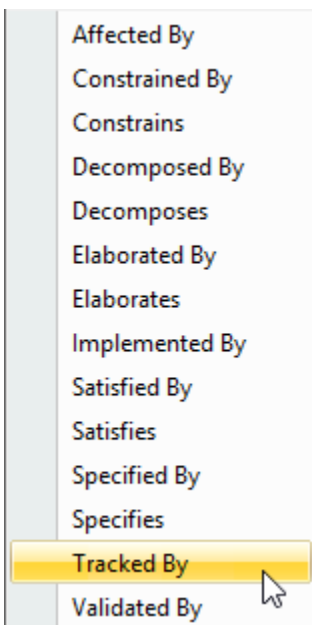 Affected By
Constrained By
Constrains
Decomposed By
Decomposes
Elaborated By
Elaborates
Implemented By
Satisfied By
Satisfies
Specified By
Specifies
Tracked By
Validated By